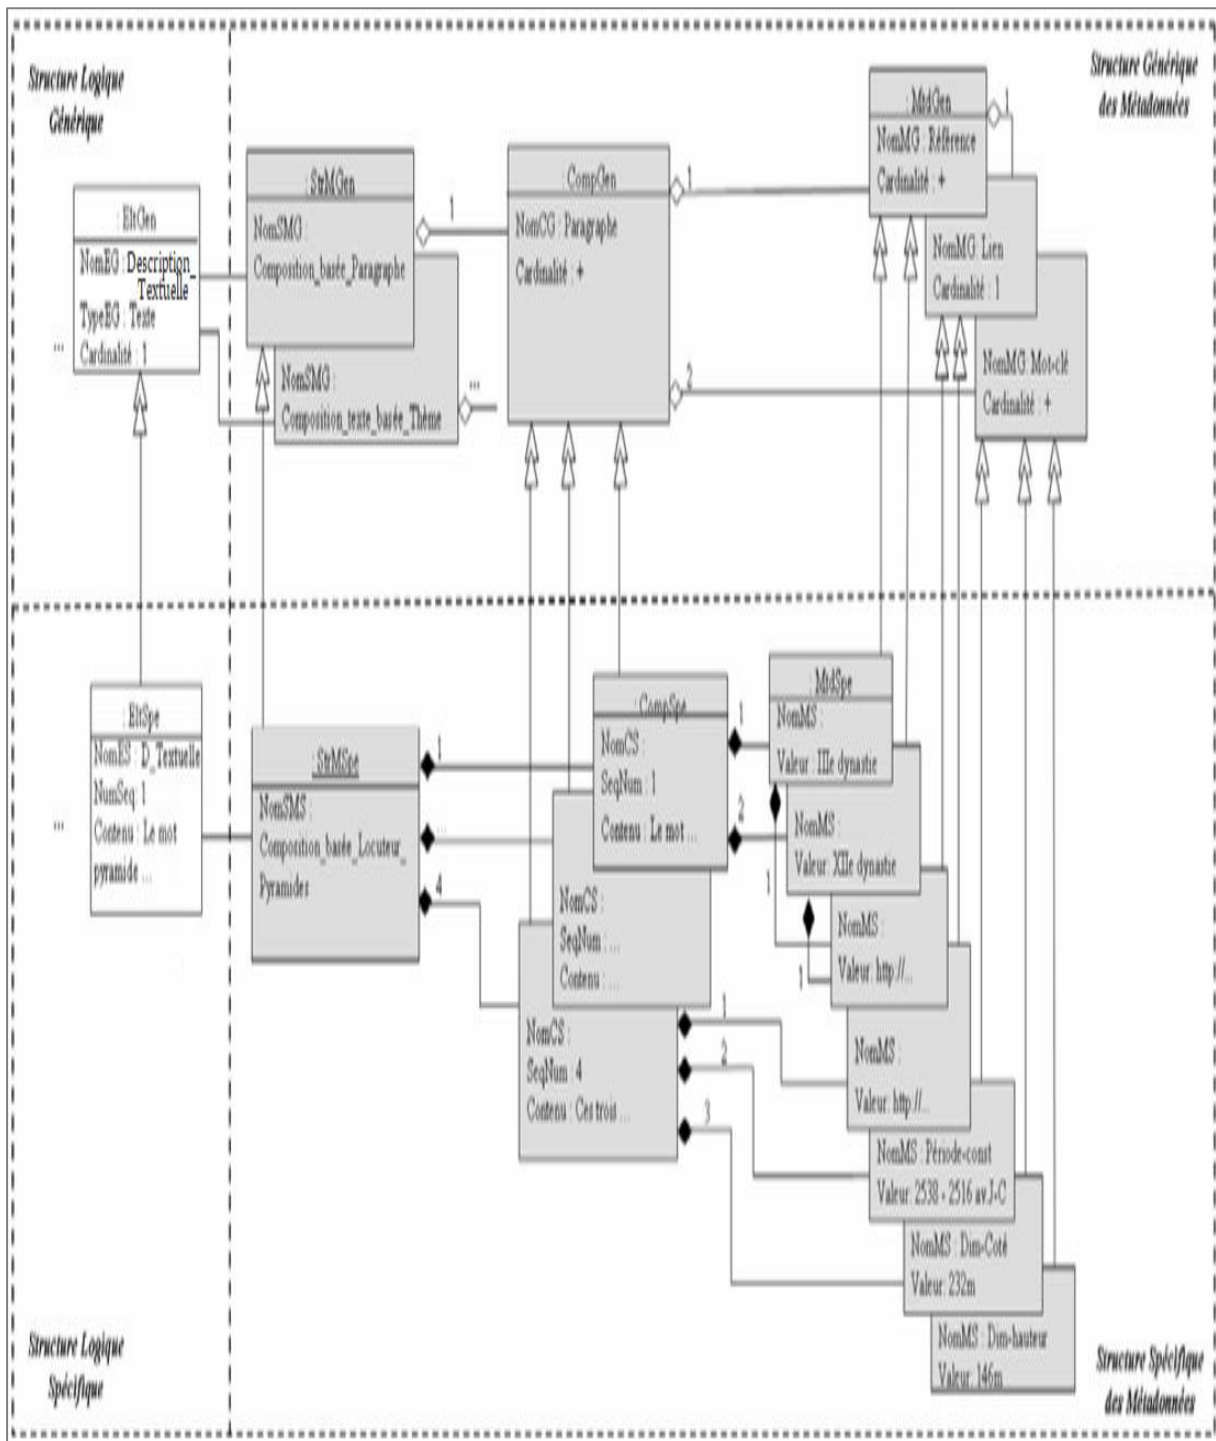 Structure Logique
Générique
Structure Générique
des Métadonnées
: EltGen
NomEG : Description_
Textuelle
TypeEG : Texte
Cardinalité : 1
...
: StrMGen
NomSMG :
Composition_basée_Paragraphe
NomSMG :
Composition_texte_basée_Thème
1
...
: CompGen
NomCG : Paragraphe
Cardinalité : +
1
2
: MtdGen
NomMG : Référence
Cardinalité : +
1
NomMG : Lien
Cardinalité : 1
NomMG : Mot-clé
Cardinalité : +
: EltSpe
NomES : D_Textuelle
NumSeq : 1
Contenu : Le mot
pyramide ...
...
: StrMSpe
NomSMS :
Composition_basée_Locuteur_
Pyramides
1
...
4
: CompSpe
NomCS :
SeqNum : 1
Contenu : Le mot ...
NomCS :
SeqNum : ...
Contenu : ...
NomCS :
SeqNum : 4
Contenu : Ces trois ...
1
2
1
2
3
: MtdSpe
NomMS :
Valeur : IIIe dynastie
NomMS :
Valeur: XIIe dynastie
1
1
NomMS :
Valeur: http://...
NomMS :
Valeur: http://...
NomMS : Période-const
Valeur: 2538 - 2516 av.J-C
NomMS : Dim-Coté
Valeur: 232m
NomMS : Dim-hauteur
Valeur: 146m
Structure Logique
Spécifique
Structure Spécifique
des Métadonnées